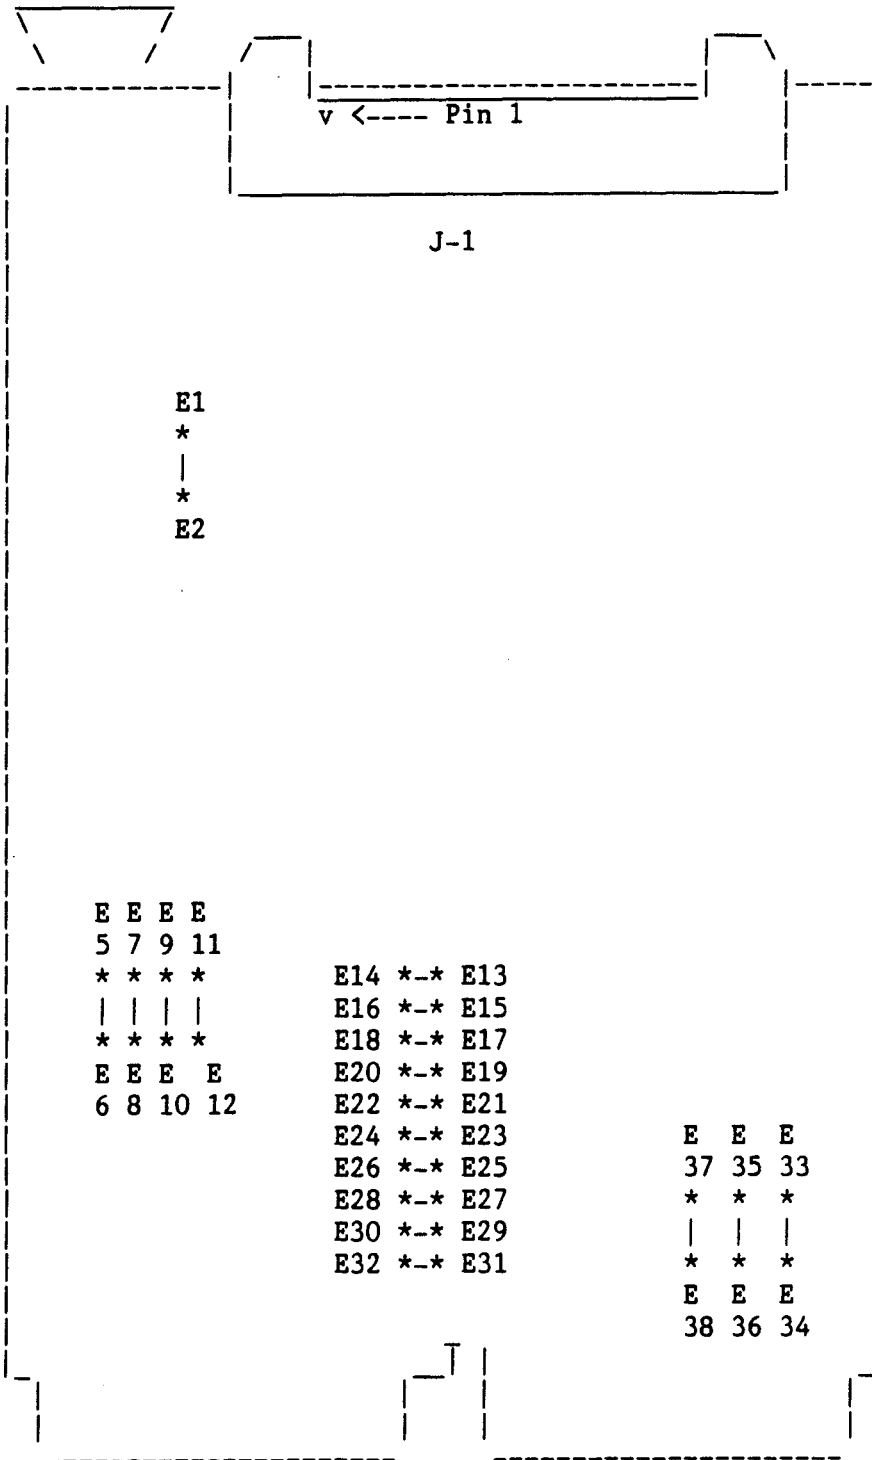 v <---- Pin 1
J-1
E1
*
|
*
E2
E E E E
5 7 9 11
* * * *
| | | |
* * * *
E E E E
6 8 10 12
E14 *-* E13
E16 *-* E15
E18 *-* E17
E20 *-* E19
E22 *-* E21
E24 *-* E23
E26 *-* E25
E28 *-* E27
E30 *-* E29
E32 *-* E31
E E E
37 35 33
* * *
| | |
* * *
E E E
38 36 34